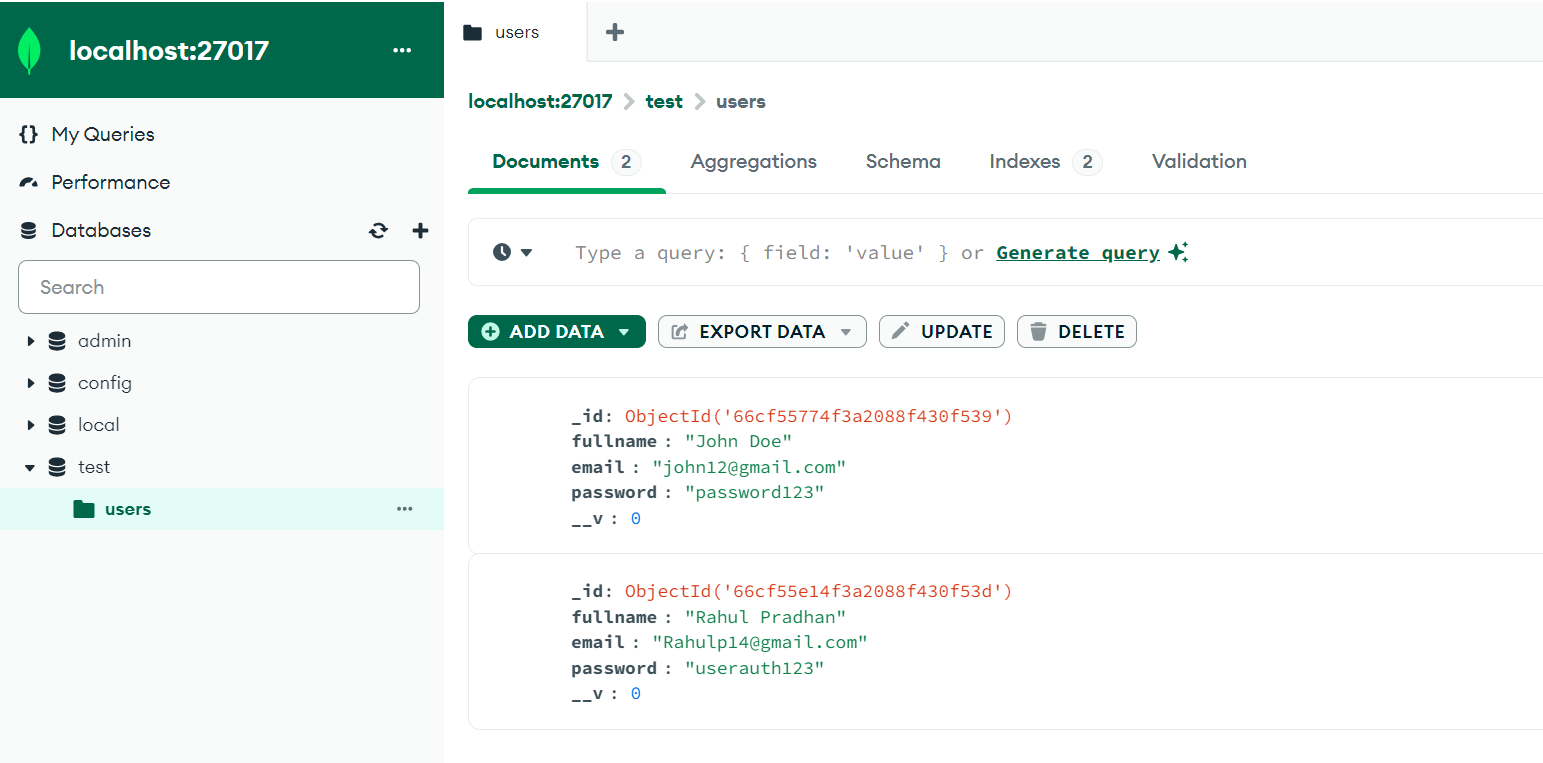 localhost:27017
My Queries
Performance
Databases
Search
admin
config
local
test
users
users
localhost:27017 > test > users
Documents 2 Aggregations Schema Indexes 2 Validation
Type a query: { field: 'value' } or Generate query
ADD DATA EXPORT DATA UPDATE DELETE
_id: ObjectId('66cf55774f3a2088f430f539')
fullname : "John Doe"
email : "john12@gmail.com"
password : "password123"
__v : 0
_id: ObjectId('66cf55e14f3a2088f430f53d')
fullname : "Rahul Pradhan"
email : "Rahulp14@gmail.com"
password : "userauth123"
__v : 0